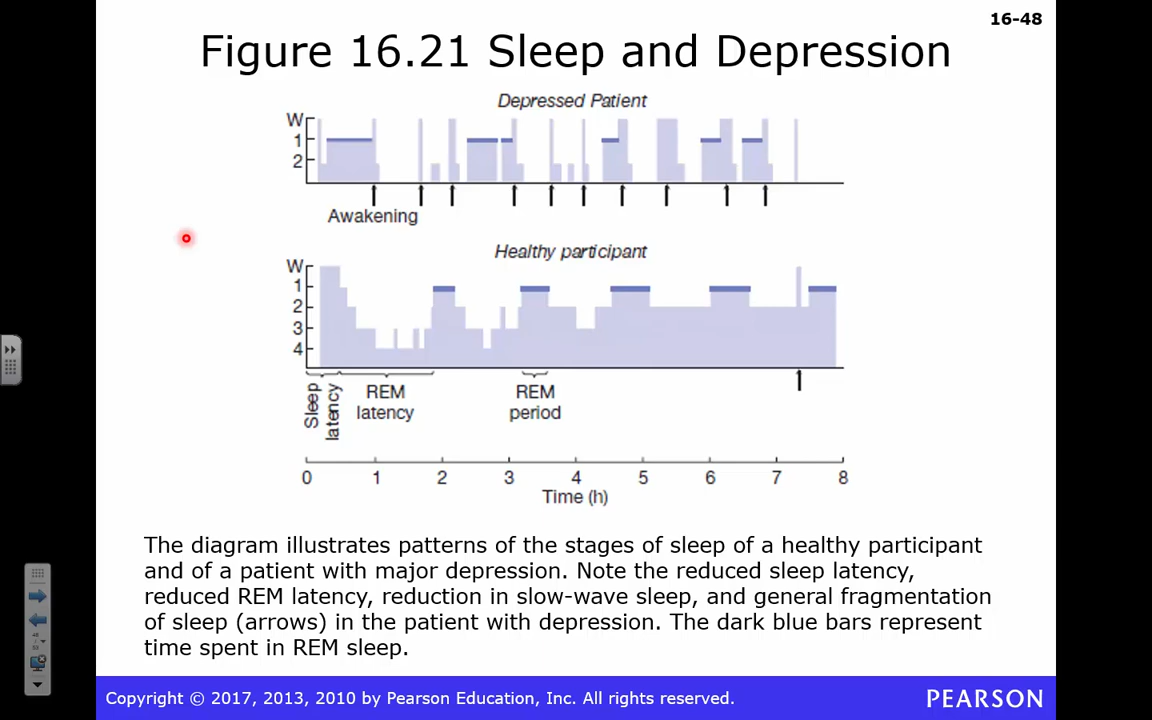 16-48
Figure 16.21 Sleep and Depression
Depressed Patient
W
1
2
Awakening
Healthy participant
W
1
2
3
4
Sleep latency
REM latency
REM period
0 1 2 3 4 5 6 7 8
Time (h)
The diagram illustrates patterns of the stages of sleep of a healthy participant
and of a patient with major depression. Note the reduced sleep latency,
reduced REM latency, reduction in slow-wave sleep, and general fragmentation
of sleep (arrows) in the patient with depression. The dark blue bars represent
time spent in REM sleep.
Copyright © 2017, 2013, 2010 by Pearson Education, Inc. All rights reserved.
PEARSON